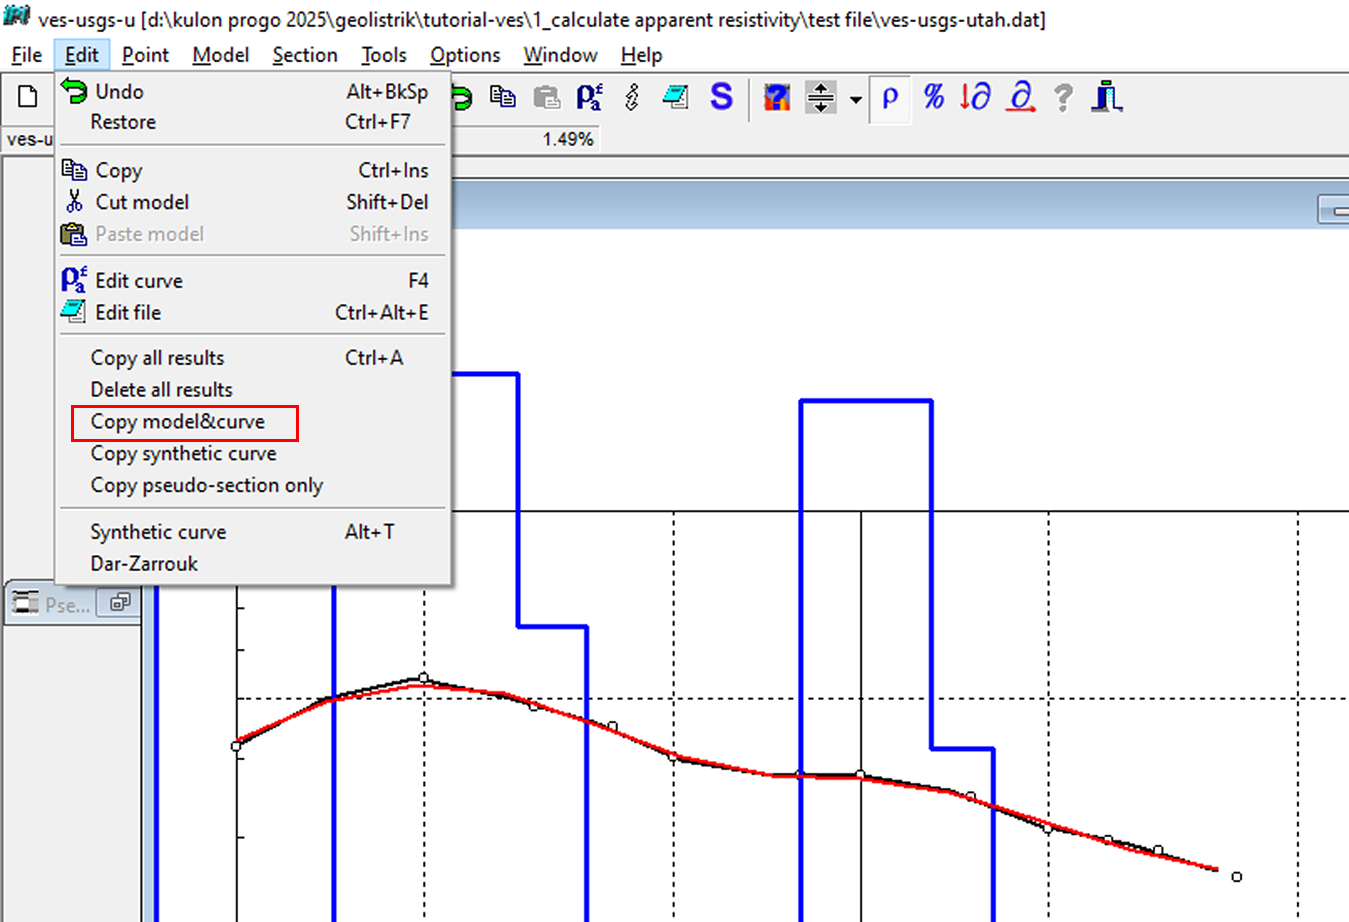 ves-usgs-u [d:\kulon progo 2025\geolistrik\tutorial-ves\1_calculate apparent resistivity\test file\ves-usgs-utah.dat]
File Edit Point Model Section Tools Options Window Help
Undo Alt+BkSp
Restore Ctrl+F7
ves-u 1.49%
Copy Ctrl+Ins
Cut model Shift+Del
Paste model Shift+Ins
Edit curve F4
Edit file Ctrl+Alt+E
Copy all results Ctrl+A
Delete all results
Copy model&curve
Copy synthetic curve
Copy pseudo-section only
Synthetic curve Alt+T
Dar-Zarrouk
Pse...